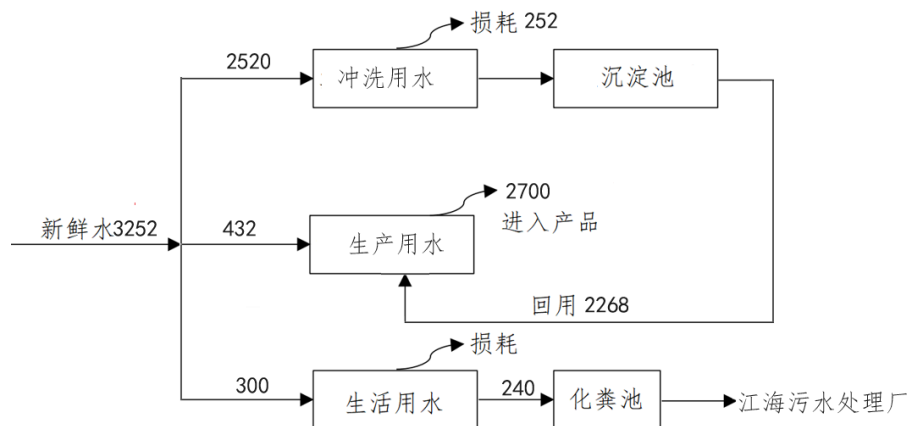 损耗 252
2520
冲洗用水
沉淀池
2700
进入产品
新鲜水3252
432
生产用水
回用 2268
损耗
300
生活用水
240
化粪池
江海污水处理厂